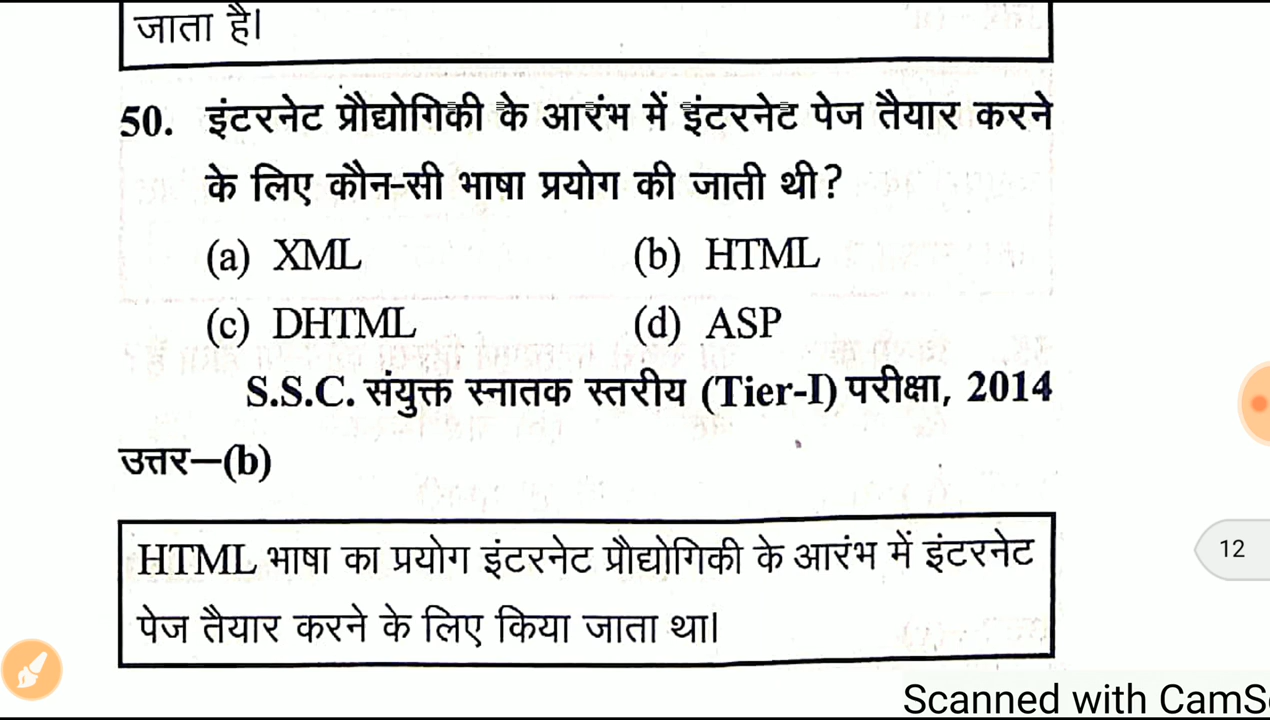 जाता है।
50. इंटरनेट प्रौद्योगिकी के आरंभ में इंटरनेट पेज तैयार करने
के लिए कौन-सी भाषा प्रयोग की जाती थी?
(a) XML (b) HTML
(c) DHTML (d) ASP
S.S.C. संयुक्त स्नातक स्तरीय (Tier-I) परीक्षा, 2014
उत्तर—(b)
HTML भाषा का प्रयोग इंटरनेट प्रौद्योगिकी के आरंभ में इंटरनेट
12
पेज तैयार करने के लिए किया जाता था।
Scanned with CamS